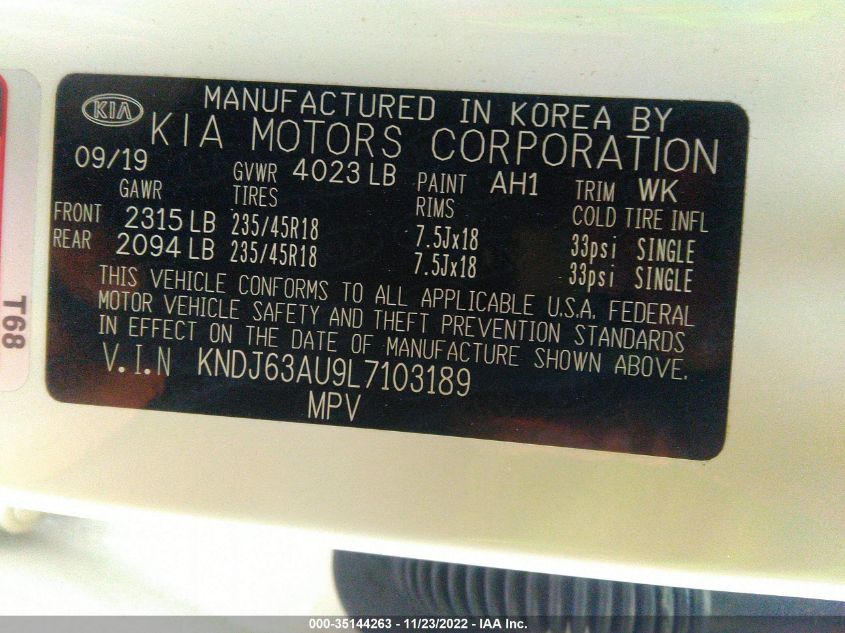 KIA
MANUFACTURED IN KOREA BY
KIA MOTORS CORPORATION
09/19 GVWR 4023 LB PAINT AH1 TRIM WK
GAWR TIRES RIMS COLD TIRE INFL
FRONT 2315 LB 235/45R18 7.5Jx18 33psi SINGLE
REAR 2094 LB 235/45R18 7.5Jx18 33psi SINGLE
THIS VEHICLE CONFORMS TO ALL APPLICABLE U.S.A. FEDERAL
MOTOR VEHICLE SAFETY AND THEFT PREVENTION STANDARDS
IN EFFECT ON THE DATE OF MANUFACTURE SHOWN ABOVE.
V.I.N KNDJ63AU9L7103189
MPV
T68
000-35144263 - 11/23/2022 - IAA Inc.